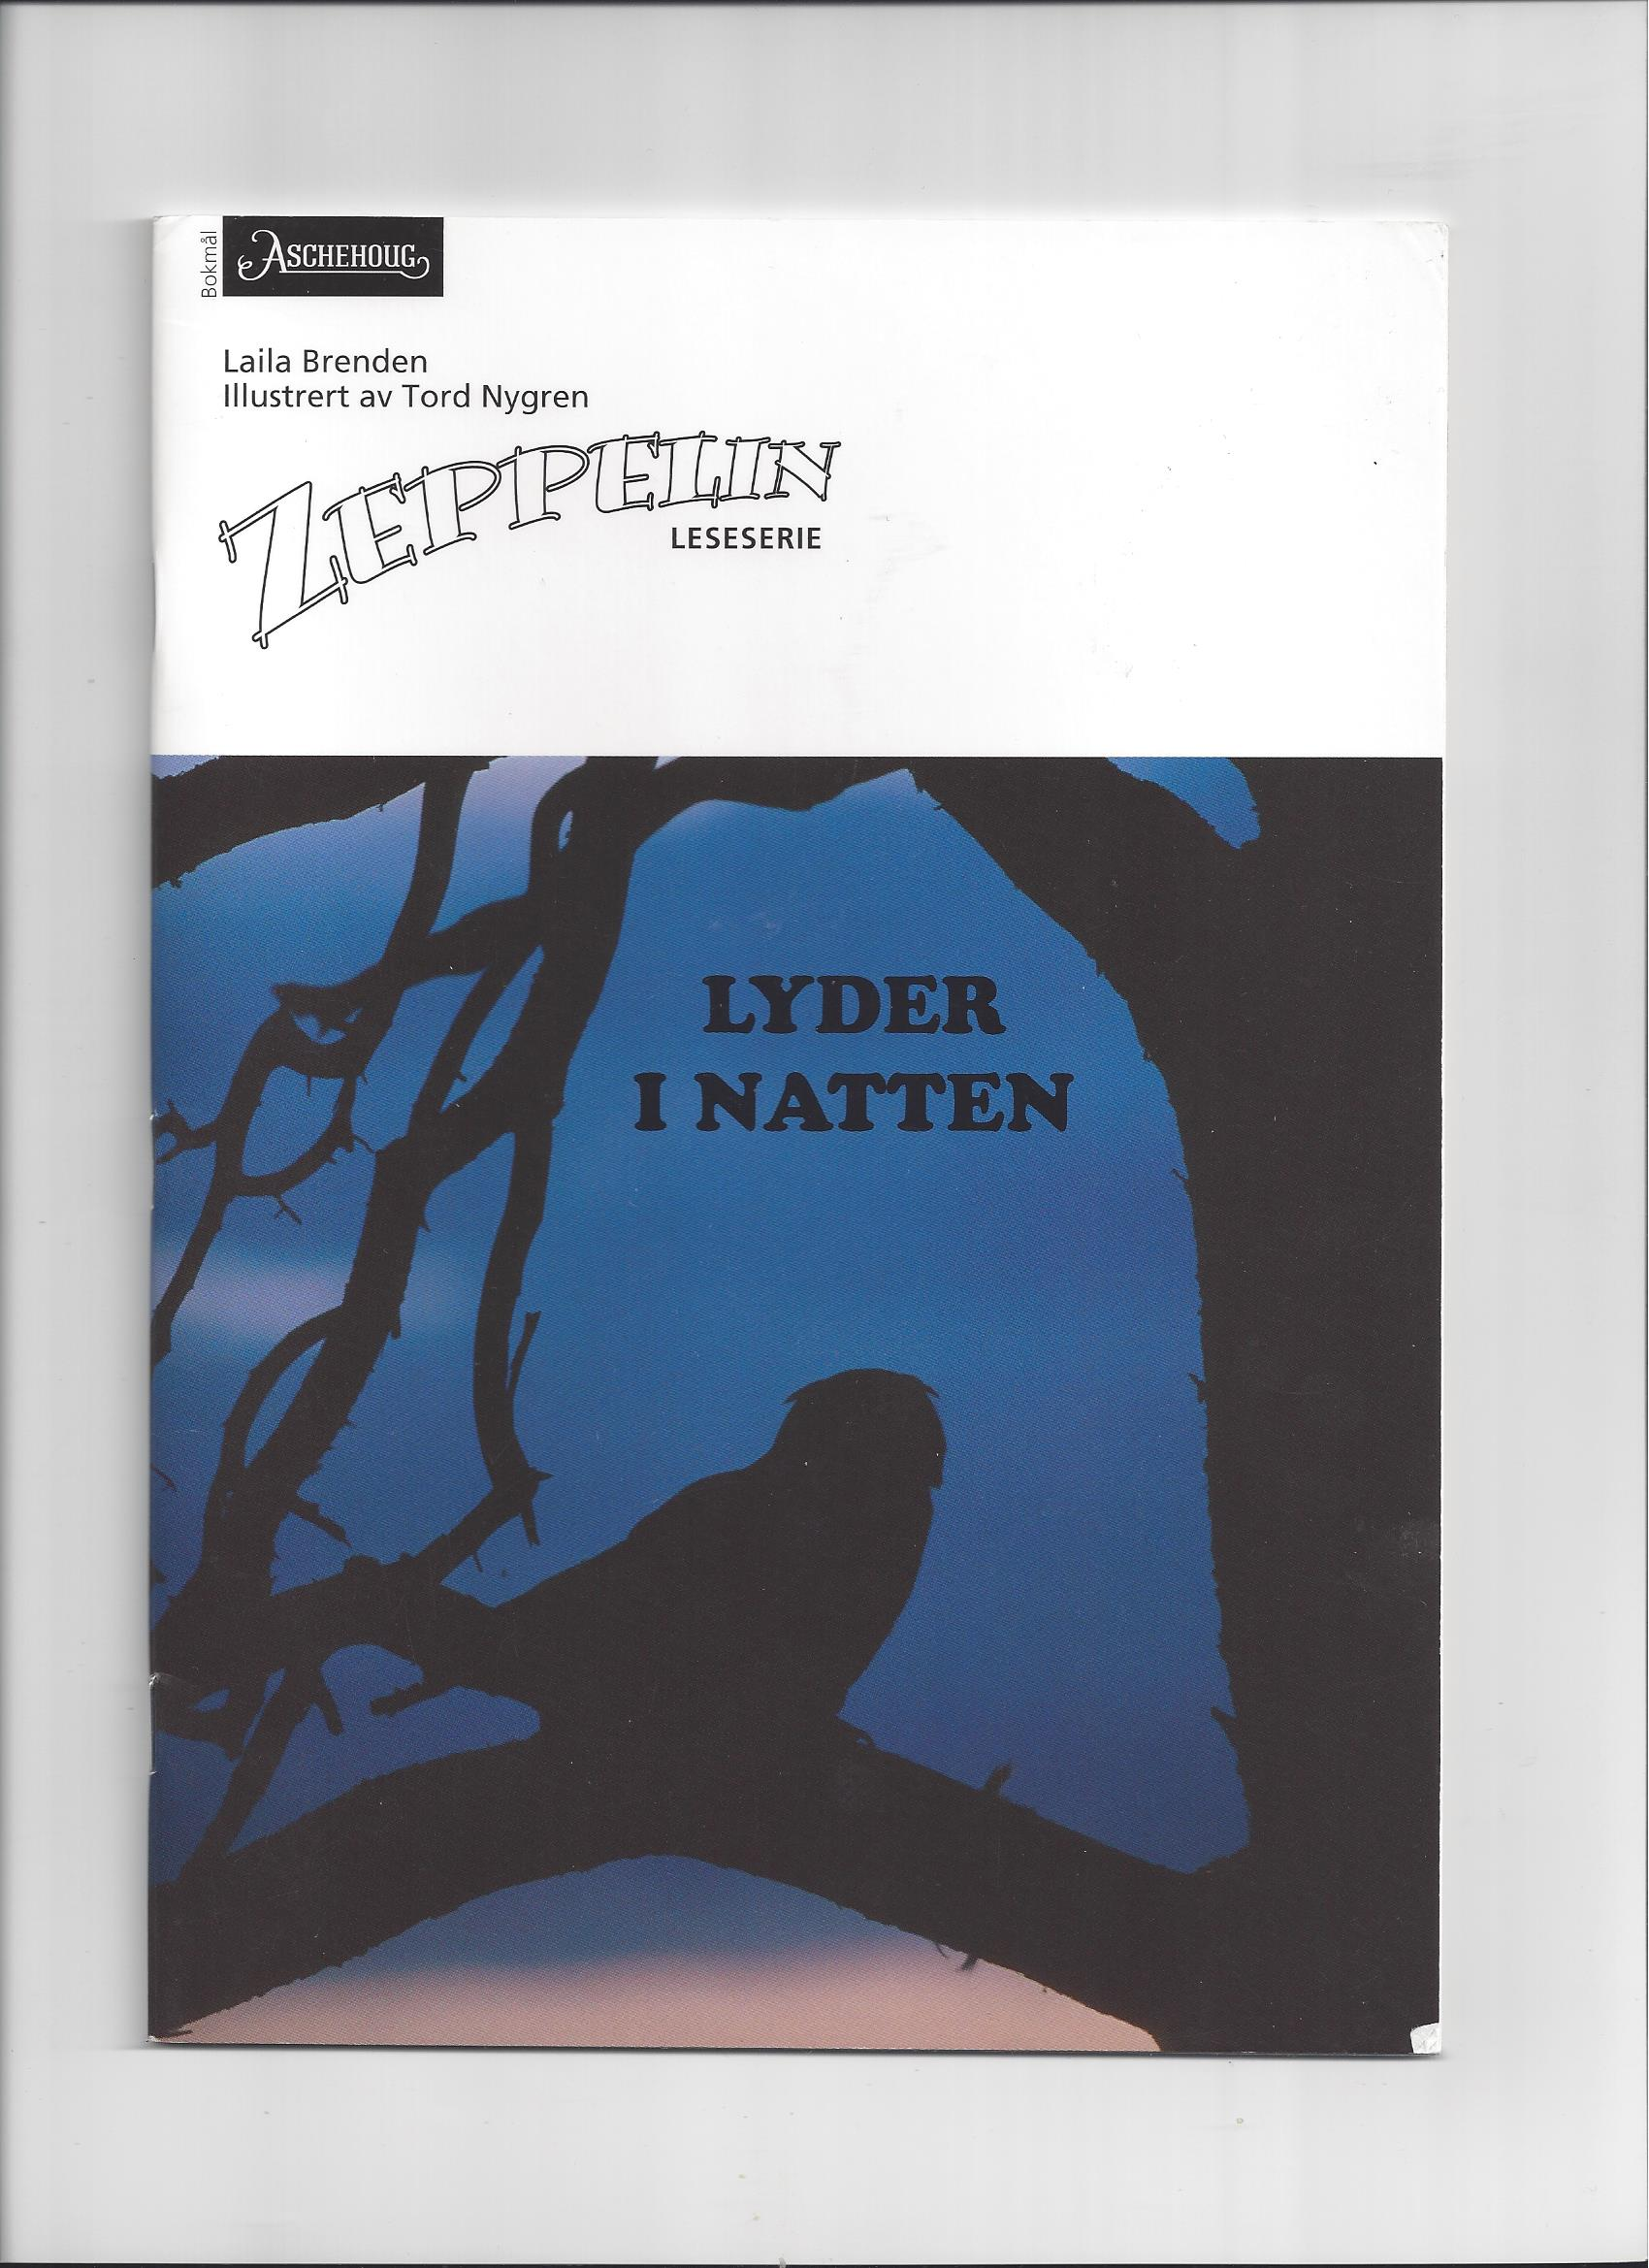 Bokmål
ASCHEHOUG
Laila Brenden
Illustrert av Tord Nygren
ZEPPELIN
LESESERIE
LYDER
I NATTEN